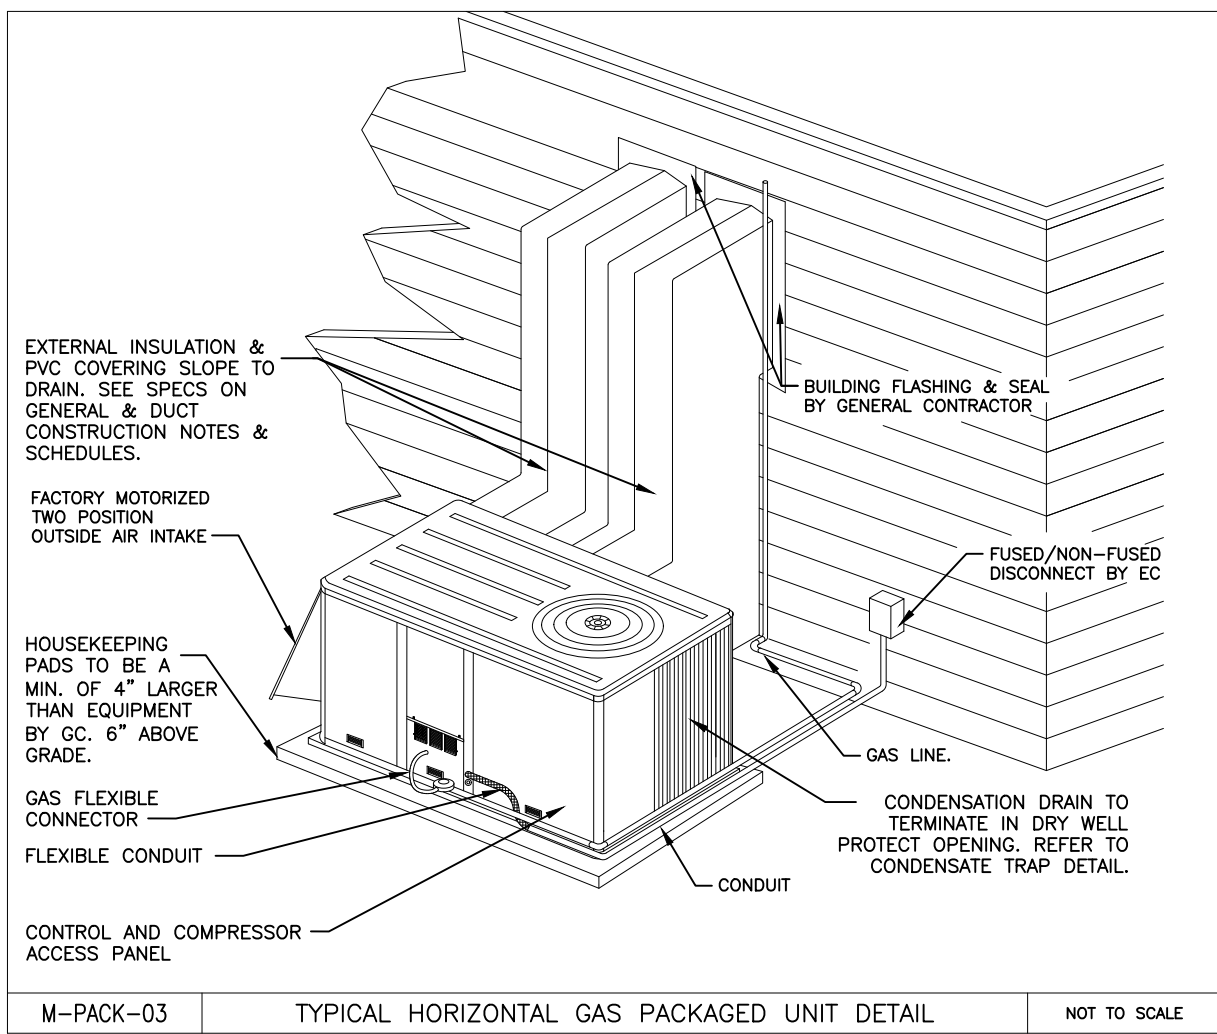 EXTERNAL INSULATION &
PVC COVERING SLOPE TO
DRAIN. SEE SPECS ON
GENERAL & DUCT
CONSTRUCTION NOTES &
SCHEDULES.
BUILDING FLASHING & SEAL
BY GENERAL CONTRACTOR
FACTORY MOTORIZED
TWO POSITION
OUTSIDE AIR INTAKE
FUSED/NON-FUSED
DISCONNECT BY EC
HOUSEKEEPING
PADS TO BE A
MIN. OF 4" LARGER
THAN EQUIPMENT
BY GC. 6" ABOVE
GRADE.
GAS LINE.
GAS FLEXIBLE
CONNECTOR
CONDENSATION DRAIN TO
TERMINATE IN DRY WELL
PROTECT OPENING. REFER TO
CONDENSATE TRAP DETAIL.
FLEXIBLE CONDUIT
CONDUIT
CONTROL AND COMPRESSOR
ACCESS PANEL
M-PACK-03
TYPICAL HORIZONTAL GAS PACKAGED UNIT DETAIL
NOT TO SCALE